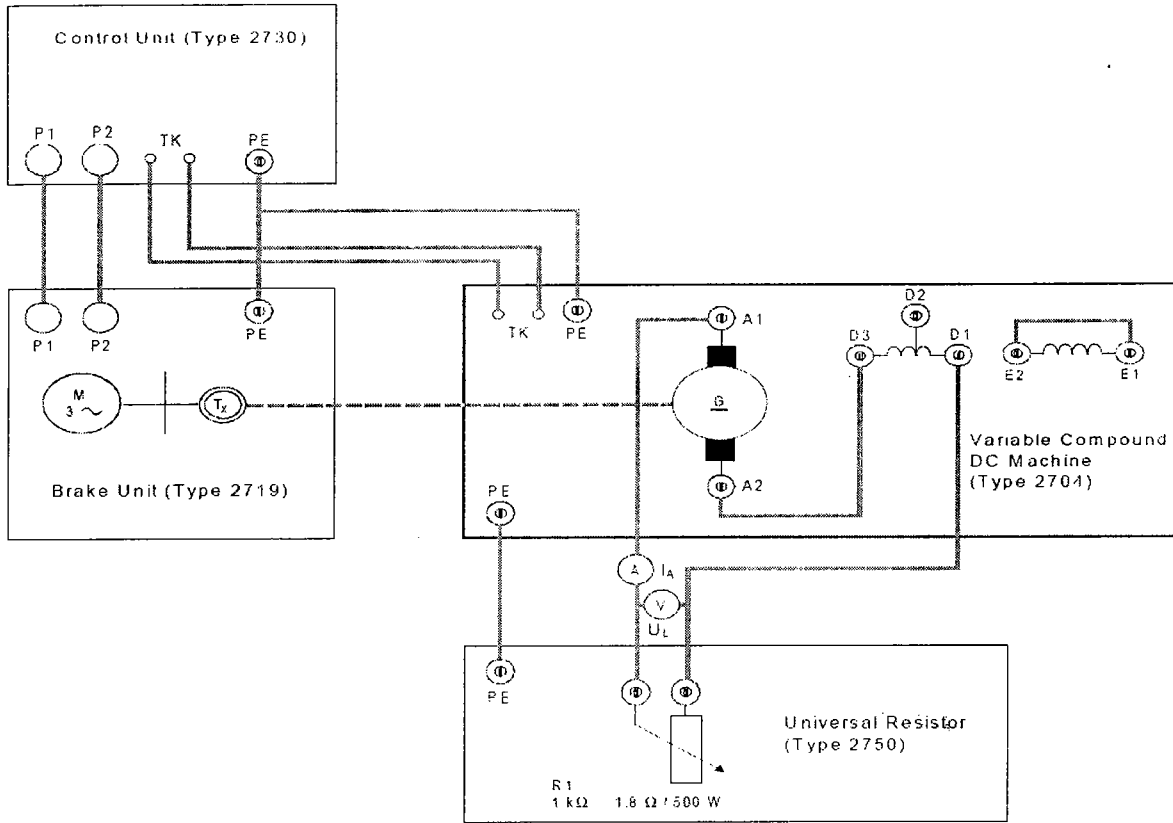 Control Unit (Type 2730)
P1 P2 TK PE
P1 P2 PE
TK PE
A1
D2
D3 D1
E2 E1
M
3 ~
Tx
G
Variable Compound
DC Machine
(Type 2704)
Brake Unit (Type 2719)
A2
PE
A IA
V
UL
PE
Universal Resistor
(Type 2750)
R1
1 kΩ 1.8 Ω / 500 W